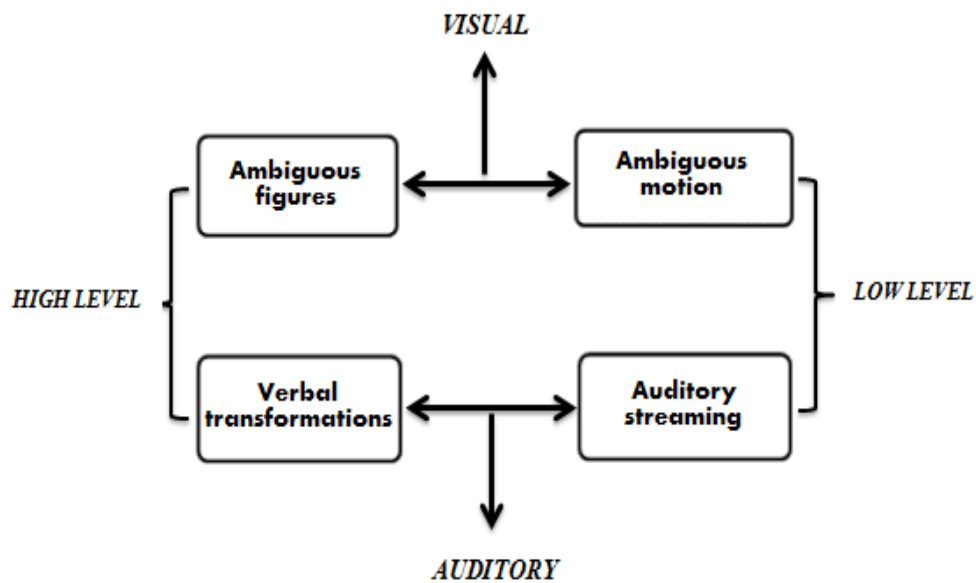 VISUAL
Ambiguous
figures
Ambiguous
motion
HIGH LEVEL
LOW LEVEL
Verbal
transformations
Auditory
streaming
AUDITORY